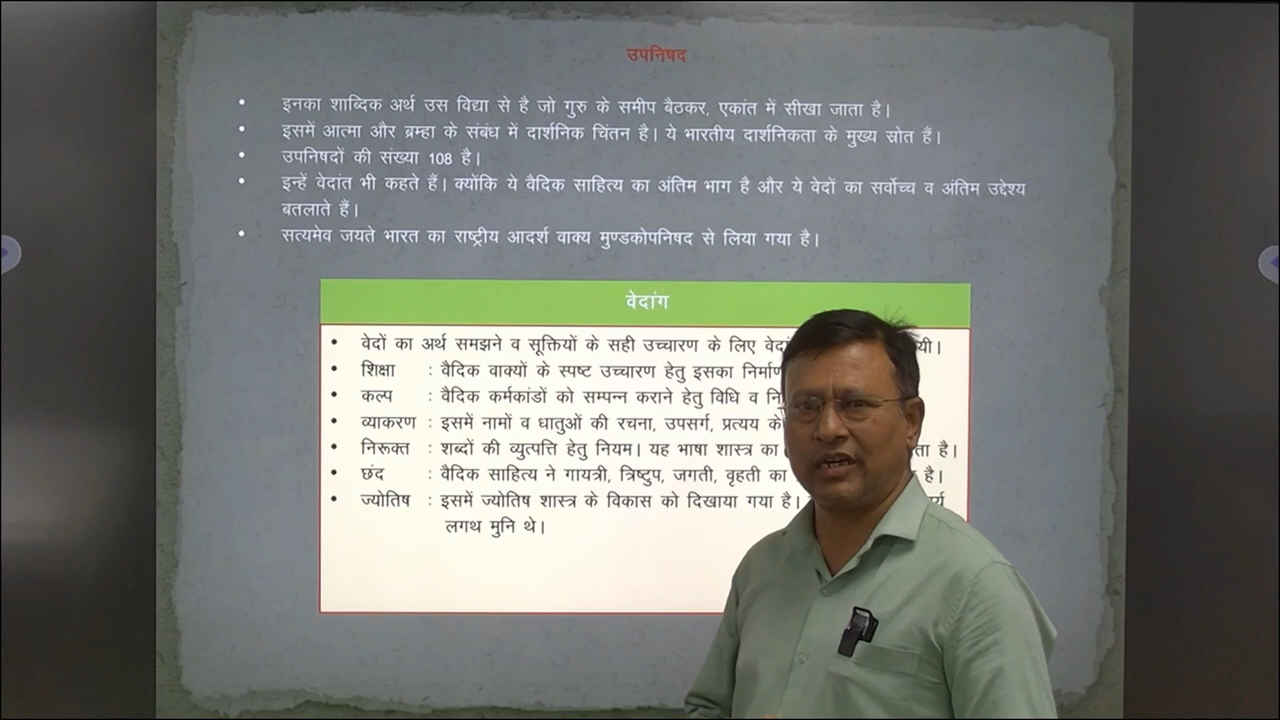 उपनिषद
• इनका शाब्दिक अर्थ उस विद्या से है जो गुरु के समीप बैठकर, एकांत में सीखा जाता है।
• इसमें आत्मा और ब्रम्हा के संबंध में दार्शनिक चिंतन है। ये भारतीय दार्शनिकता के मुख्य स्रोत हैं।
• उपनिषदों की संख्या 108 है।
• इन्हें वेदांत भी कहते हैं। क्योंकि ये वैदिक साहित्य का अंतिम भाग है और ये वेदों का सर्वोच्च व अंतिम उद्देश्य
बतलाते हैं।
• सत्यमेव जयते भारत का राष्ट्रीय आदर्श वाक्य मुण्डकोपनिषद से लिया गया है।
वेदांग
• वेदों का अर्थ समझने व सूक्तियों के सही उच्चारण के लिए
• शिक्षा : वैदिक वाक्यों के स्पष्ट उच्चारण हेतु इसका
• कल्प : वैदिक कर्मकांडों को सम्पन्न कराने हेतु विधि व
• व्याकरण : इसमें नामों व धातुओं की रचना, उपसर्ग, प्रत्यय
• निरूक्त : शब्दों की व्युत्पत्ति हेतु नियम। यह भाषा शास्त्र का है।
• छंद : वैदिक साहित्य ने गायत्री, त्रिष्टुप, जगती, वृहती का है।
• ज्योतिष : इसमें ज्योतिष शास्त्र के विकास को दिखाया गया है।
लगध मुनि थे।